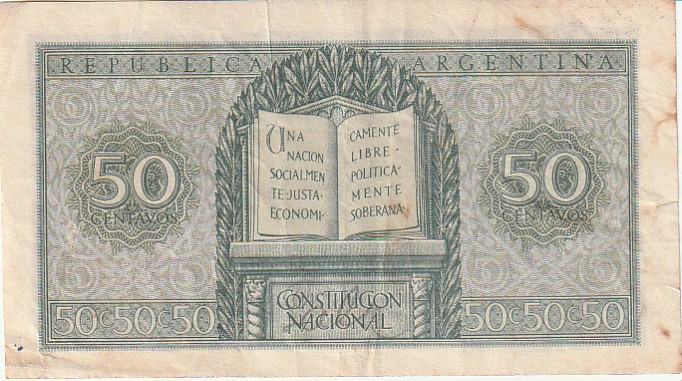 REPUBLICA ARGENTINA
UNA
NACION
SOCIALMEN
TE·JUSTA·
ECONOMI-
CAMENTE
LIBRE·
POLITICA-
MENTE
SOBERANA·
50
CENTAVOS
50
CENTAVOS
CONSTITUCION
NACIONAL
50C50C50
50C50C50